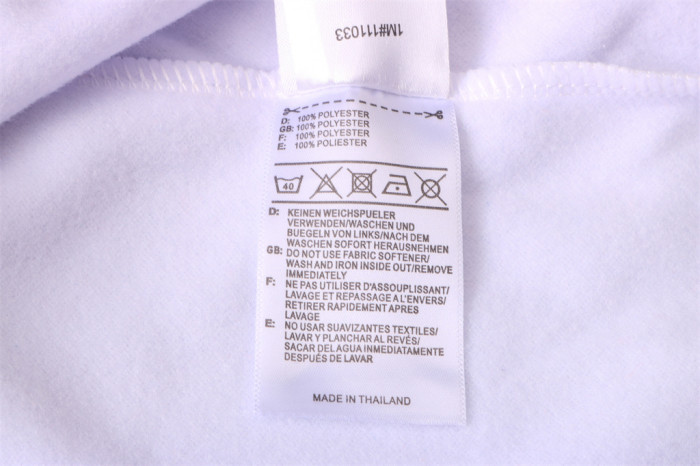 1M#111033
D: 100% POLYESTER
GB: 100% POLYESTER
F: 100% POLYESTER
E: 100% POLIESTER
40
D: KEINEN WEICHSPUELER
VERWENDEN/WASCHEN UND
BUEGELN VON LINKS/NACH DEM
WASCHEN SOFORT HERAUSNEHMEN
GB: DO NOT USE FABRIC SOFTENER/
WASH AND IRON INSIDE OUT/REMOVE
IMMEDIATELY
F: NE PAS UTILISER D'ASSOUPLISSANT/
LAVAGE ET RÉPASSAGE A L'ENVERS/
RETIRER RAPIDEMENT APRES
LAVAGE
E: NO USAR SUAVIZANTES TEXTILES/
LAVAR Y PLANCHAR AL REVÉS/
SACAR DEL AGUA INMEDIATAMENTE
DESPUÉS DE LAVAR
MADE IN THAILAND